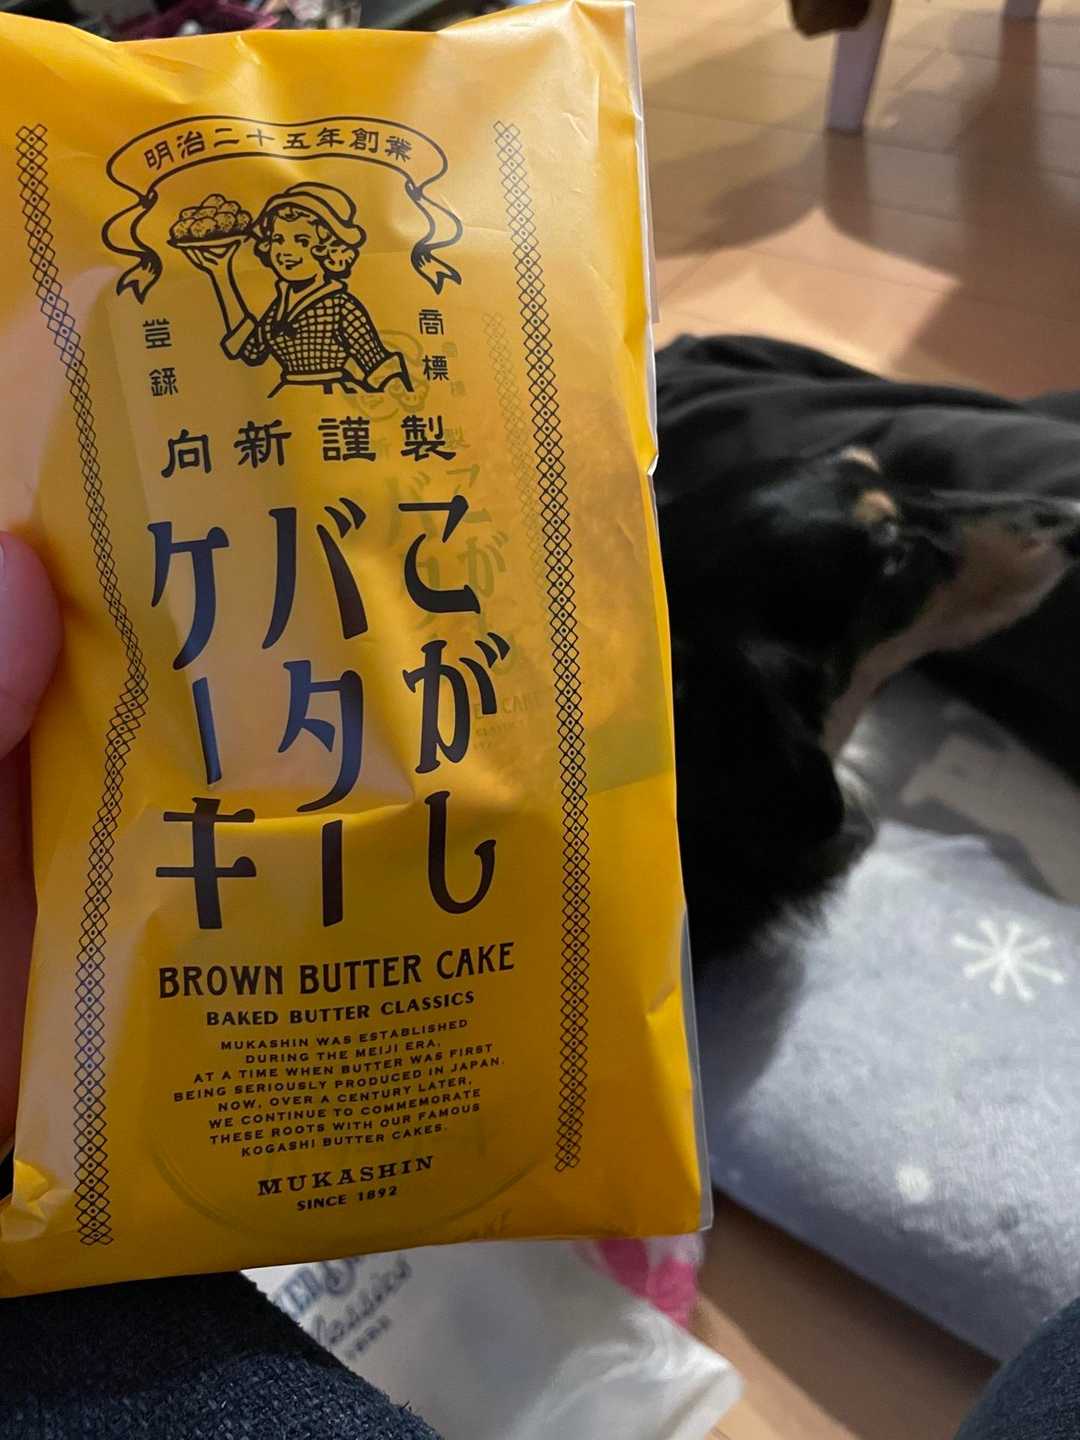 明治二十五年創業
登録
商標
向新謹製
こがし
バター
ケーキ
BROWN BUTTER CAKE
BAKED BUTTER CLASSICS
MUKASHIN WAS ESTABLISHED
DURING THE MEIJI ERA,
AT A TIME WHEN BUTTER WAS FIRST
BEING SERIOUSLY PRODUCED IN JAPAN.
NOW, OVER A CENTURY LATER,
WE CONTINUE TO COMMEMORATE
THESE ROOTS WITH OUR FAMOUS
KOGASHI BUTTER CAKES.
MUKASHIN
SINCE 1892